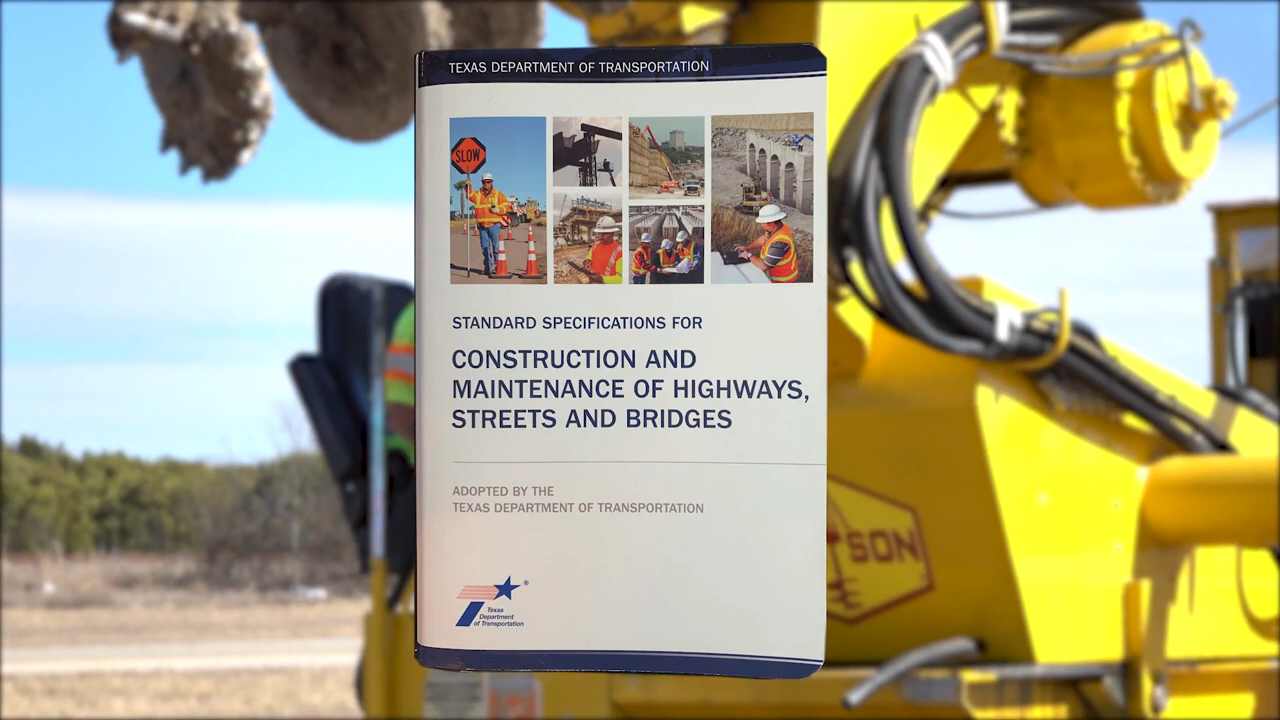 TEXAS DEPARTMENT OF TRANSPORTATION
SLOW
STANDARD SPECIFICATIONS FOR
CONSTRUCTION AND
MAINTENANCE OF HIGHWAYS,
STREETS AND BRIDGES
ADOPTED BY THE
TEXAS DEPARTMENT OF TRANSPORTATION
®
Texas
Department
of Transportation
TSON